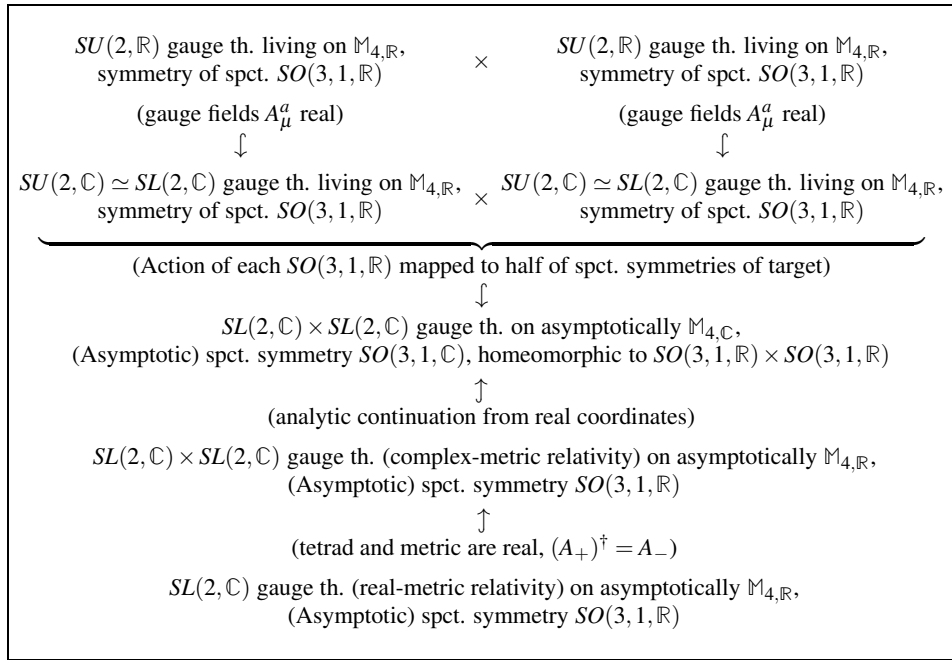 SU(2,ℝ) gauge th. living on 𝕄₄,ℝ, × SU(2,ℝ) gauge th. living on 𝕄₄,ℝ,
symmetry of spct. SO(3,1,ℝ) symmetry of spct. SO(3,1,ℝ)
(gauge fields Aᵃ_μ real) (gauge fields Aᵃ_μ real)
↓ ↓
SU(2,ℂ) ≃ SL(2,ℂ) gauge th. living on 𝕄₄,ℝ, × SU(2,ℂ) ≃ SL(2,ℂ) gauge th. living on 𝕄₄,ℝ,
symmetry of spct. SO(3,1,ℝ) symmetry of spct. SO(3,1,ℝ)
(Action of each SO(3,1,ℝ) mapped to half of spct. symmetries of target)
↓
SL(2,ℂ) × SL(2,ℂ) gauge th. on asymptotically 𝕄₄,ℂ,
(Asymptotic) spct. symmetry SO(3,1,ℂ), homeomorphic to SO(3,1,ℝ) × SO(3,1,ℝ)
↑
(analytic continuation from real coordinates)
SL(2,ℂ) × SL(2,ℂ) gauge th. (complex-metric relativity) on asymptotically 𝕄₄,ℝ,
(Asymptotic) spct. symmetry SO(3,1,ℝ)
↑
(tetrad and metric are real, (A₊)† = A₋)
SL(2,ℂ) gauge th. (real-metric relativity) on asymptotically 𝕄₄,ℝ,
(Asymptotic) spct. symmetry SO(3,1,ℝ)